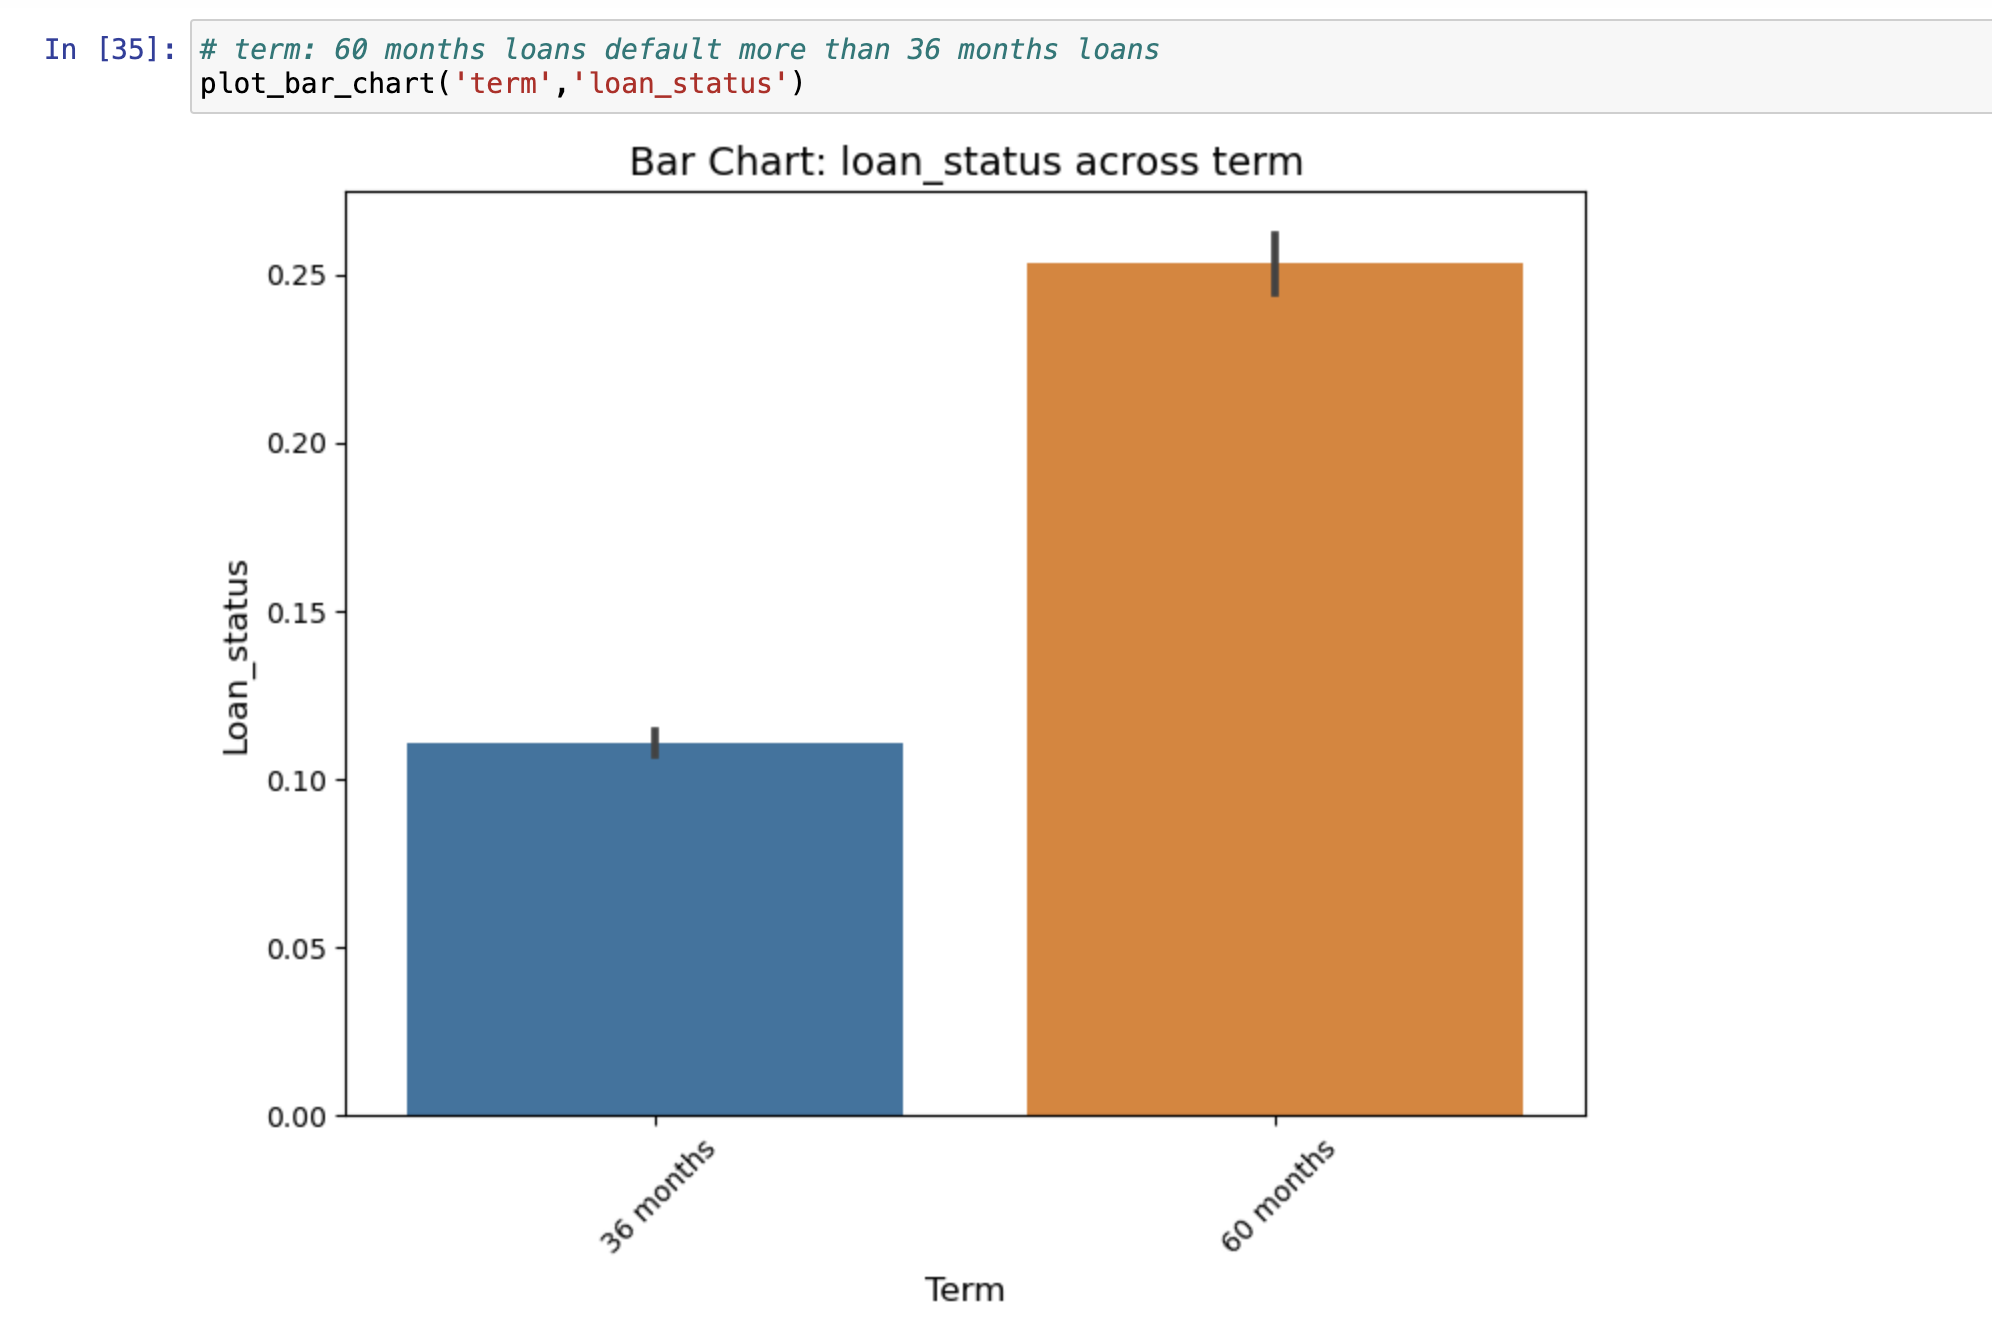 In [35]:
# term: 60 months loans default more than 36 months loans
plot_bar_chart('term','loan_status')
Bar Chart: loan_status across term
0.25
0.20
0.15
0.10
0.05
0.00
Loan_status
36 months
60 months
Term